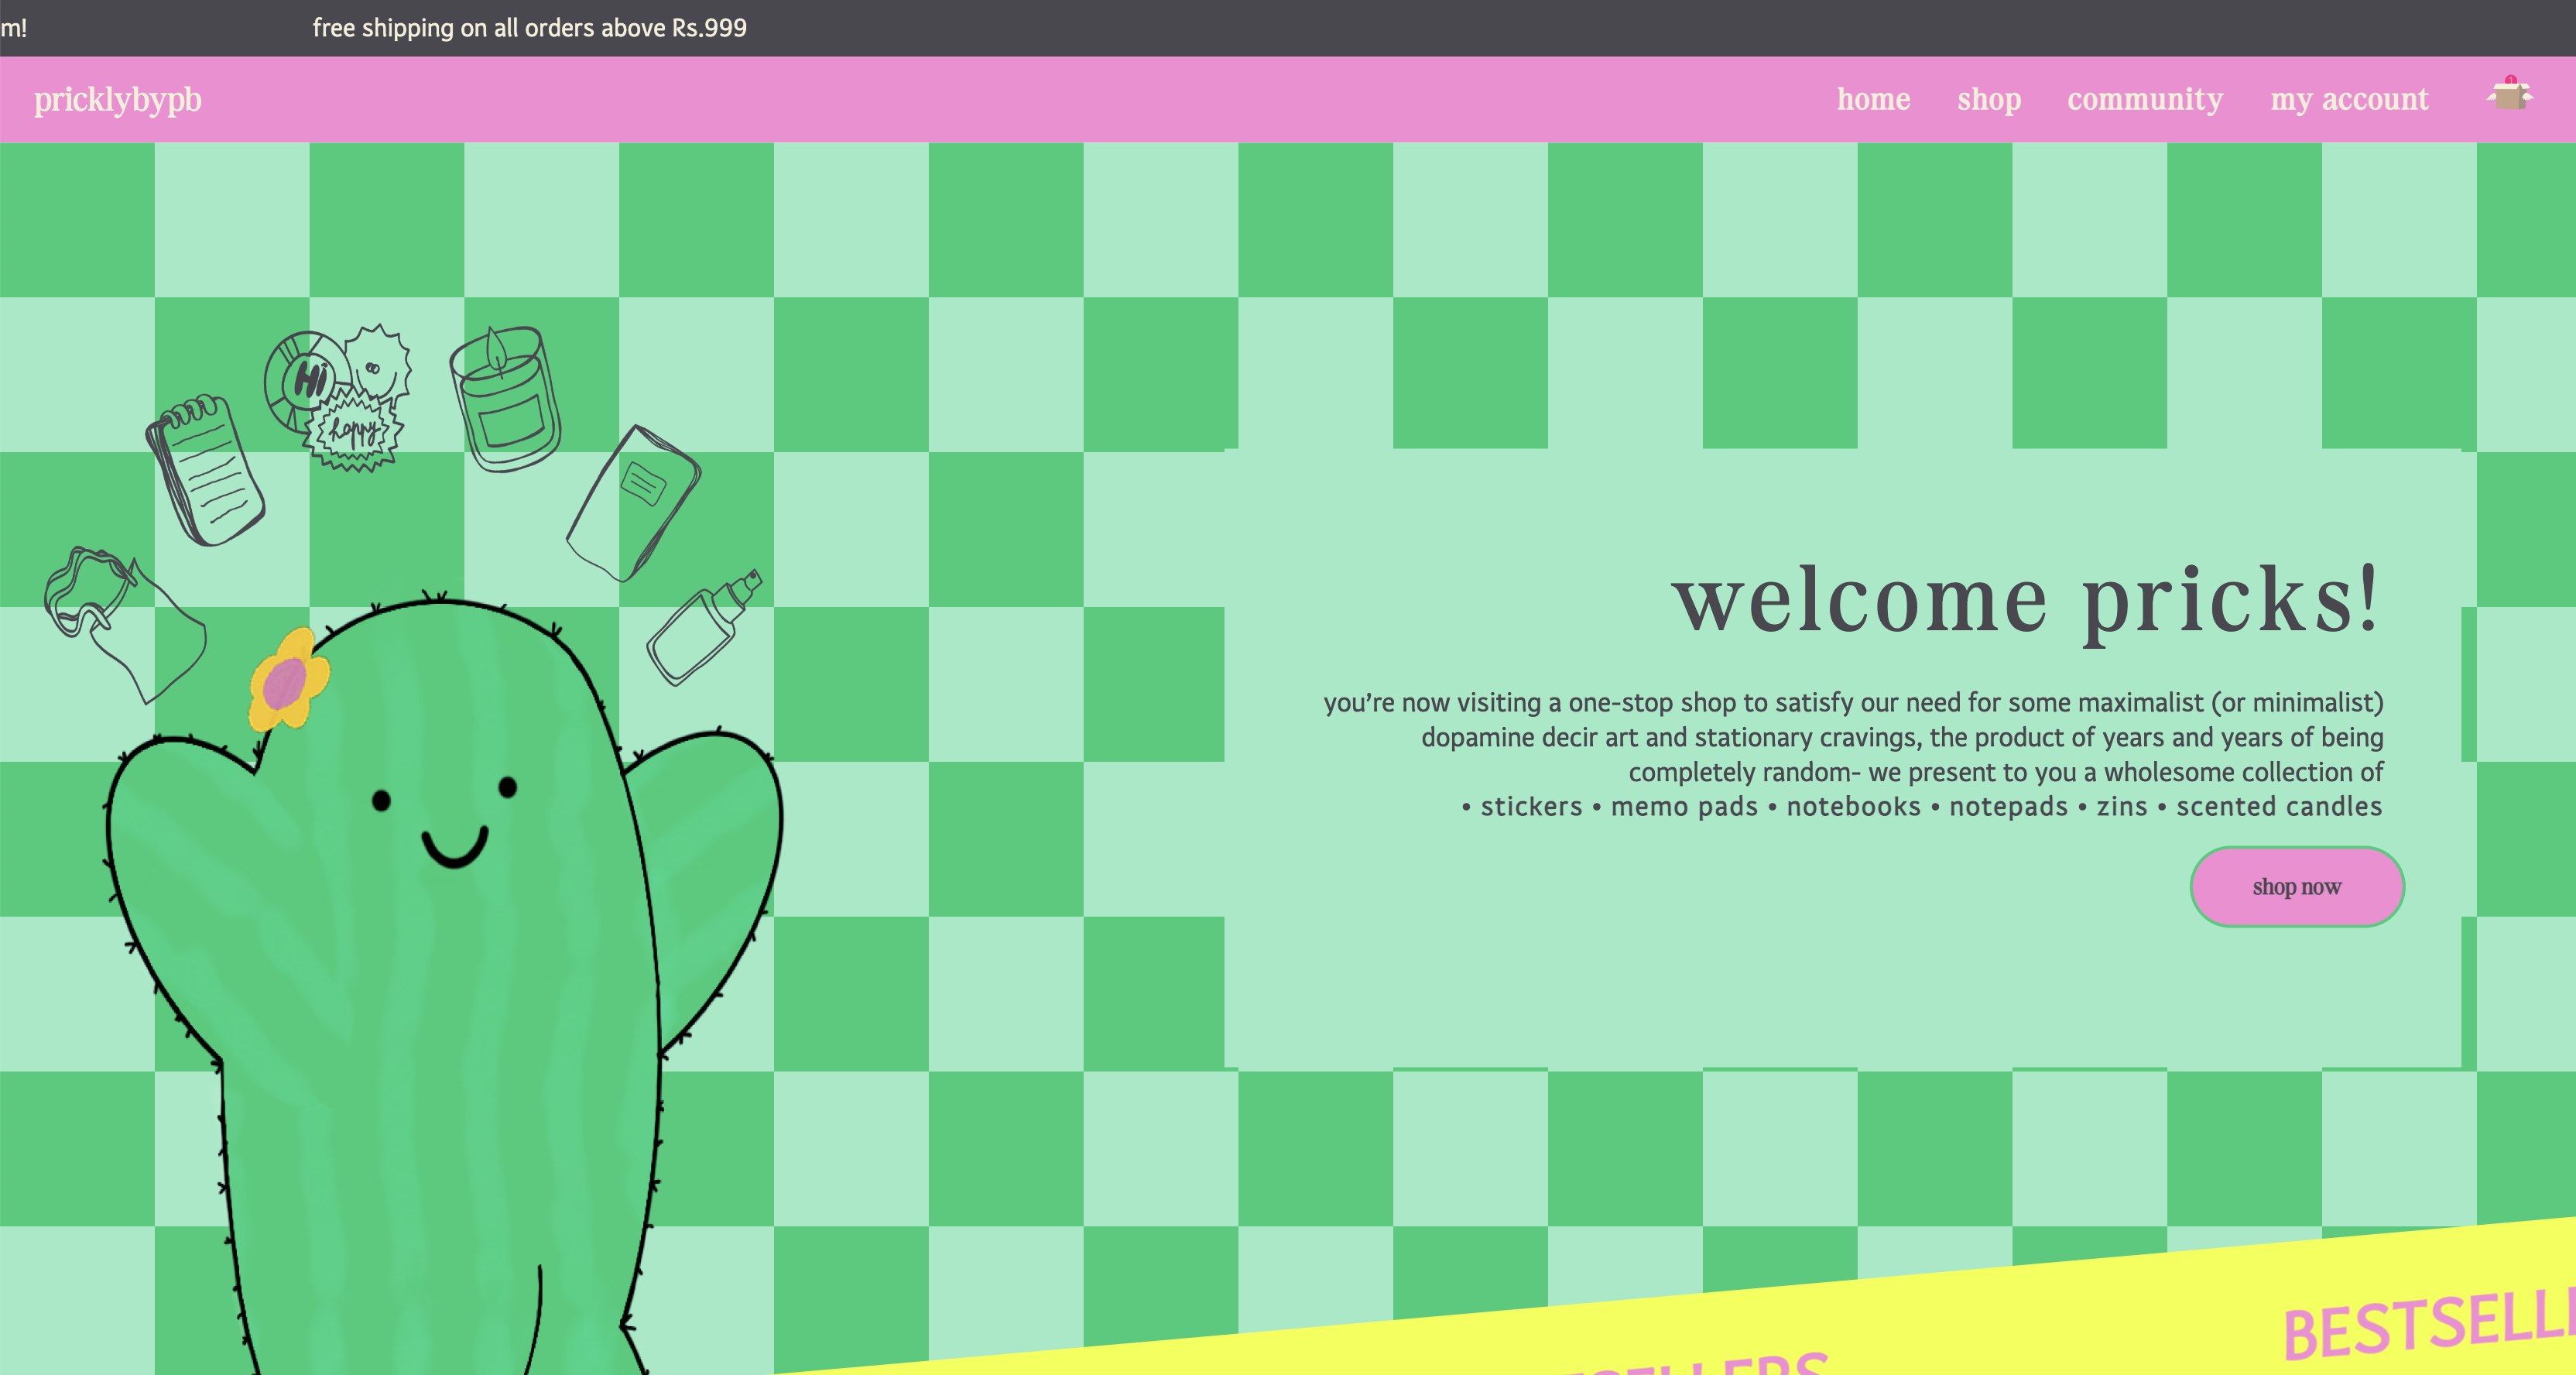 m! free shipping on all orders above Rs.999
pricklybypb
home shop community my account
1
Hi
happy
welcome pricks!
you’re now visiting a one-stop shop to satisfy our need for some maximalist (or minimalist)
dopamine decir art and stationary cravings, the product of years and years of being
completely random- we present to you a wholesome collection of
• stickers • memo pads • notebooks • notepads • zins • scented candles
shop now
BESTSELLE
SELLERS